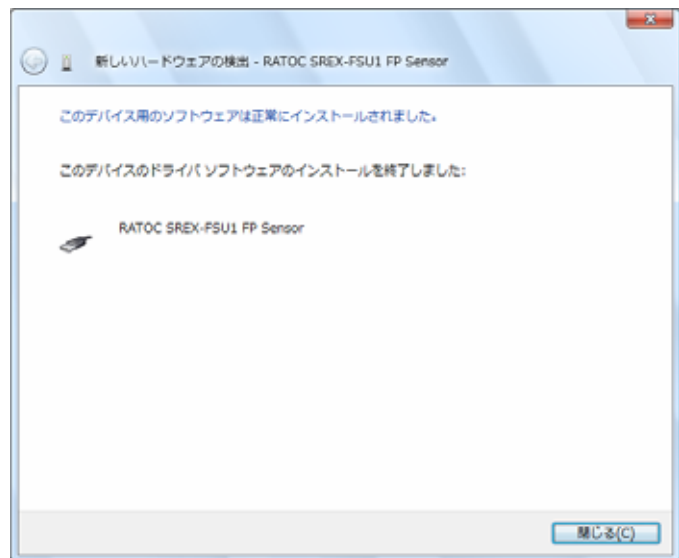 新しいハードウェアの検出 - RATOC SREX-FSU1 FP Sensor
このデバイス用のソフトウェアは正常にインストールされました。
このデバイスのドライバ ソフトウェアのインストールを終了しました:
RATOC SREX-FSU1 FP Sensor
閉じる(C)